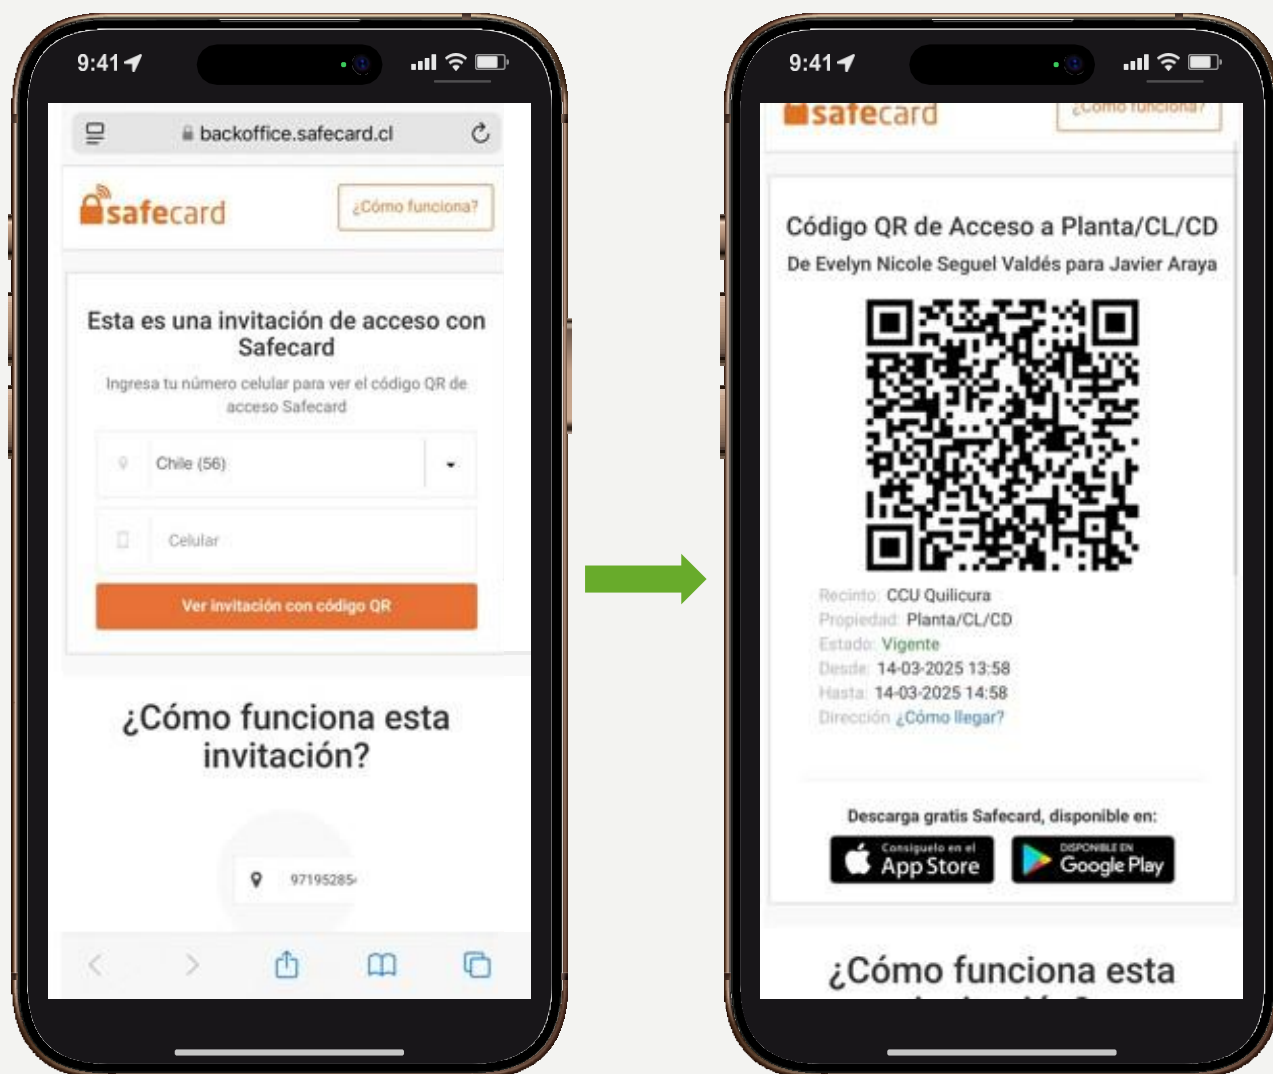 9:41
backoffice.safecard.cl
safecard
¿Cómo funciona?
Esta es una invitación de acceso con
Safecard
Ingresa tu número celular para ver el código QR de
acceso Safecard
Chile (56)
Celular
Ver invitación con código QR
¿Cómo funciona esta
invitación?
97195285
9:41
safecard
¿Cómo funciona?
Código QR de Acceso a Planta/CL/CD
De Evelyn Nicole Seguel Valdés para Javier Araya
Recinto: CCU Quilicura
Propiedad: Planta/CL/CD
Estado: Vigente
Desde: 14-03-2025 13:58
Hasta: 14-03-2025 14:58
Dirección ¿Cómo llegar?
Descarga gratis Safecard, disponible en:
Consíguelo en el
App Store
DISPONIBLE EN
Google Play
¿Cómo funciona esta